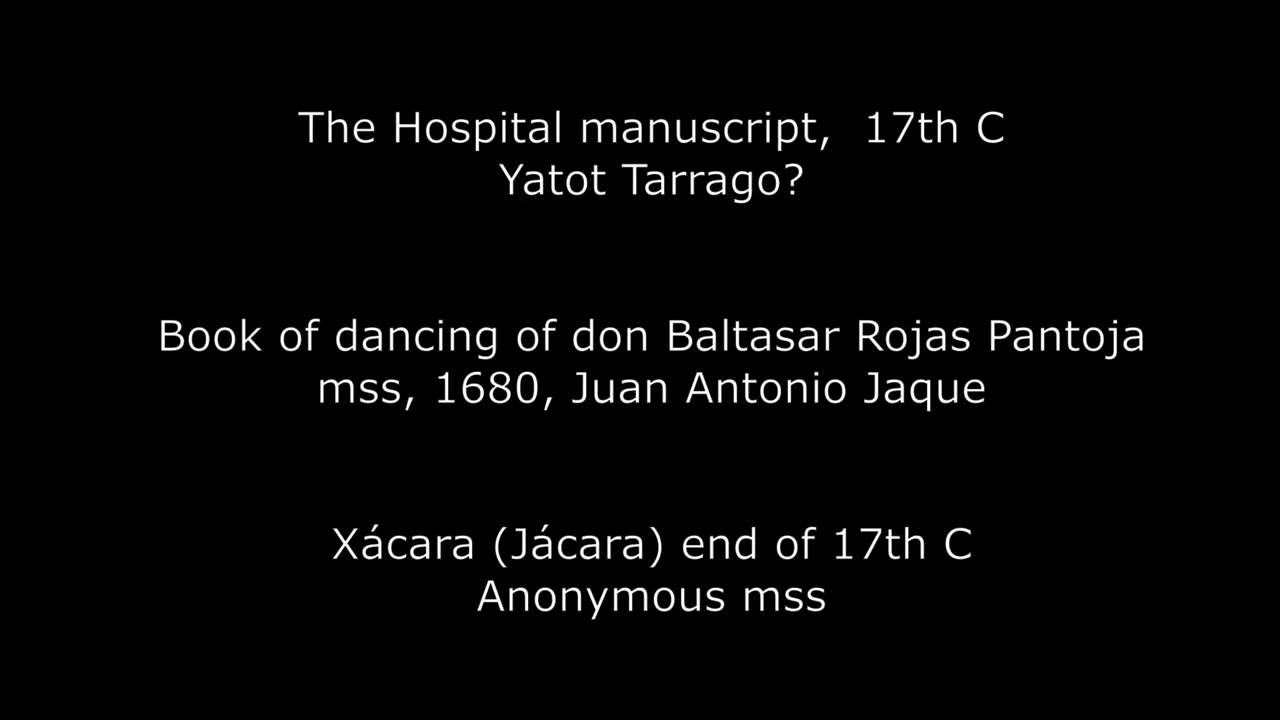 The Hospital manuscript,  17th C
Yatot Tarrago?
Book of dancing of don Baltasar Rojas Pantoja
mss, 1680, Juan Antonio Jaque
Xácara (Jácara) end of 17th C
Anonymous mss